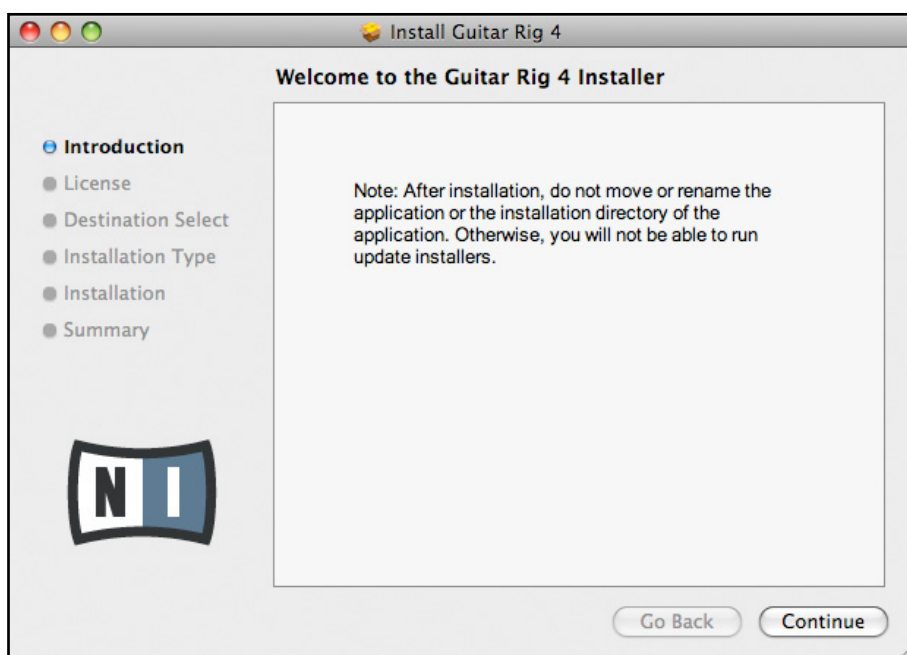 Install Guitar Rig 4
Welcome to the Guitar Rig 4 Installer
Introduction
License
Destination Select
Installation Type
Installation
Summary
Note: After installation, do not move or rename the
application or the installation directory of the
application. Otherwise, you will not be able to run
update installers.
N I
Go Back
Continue